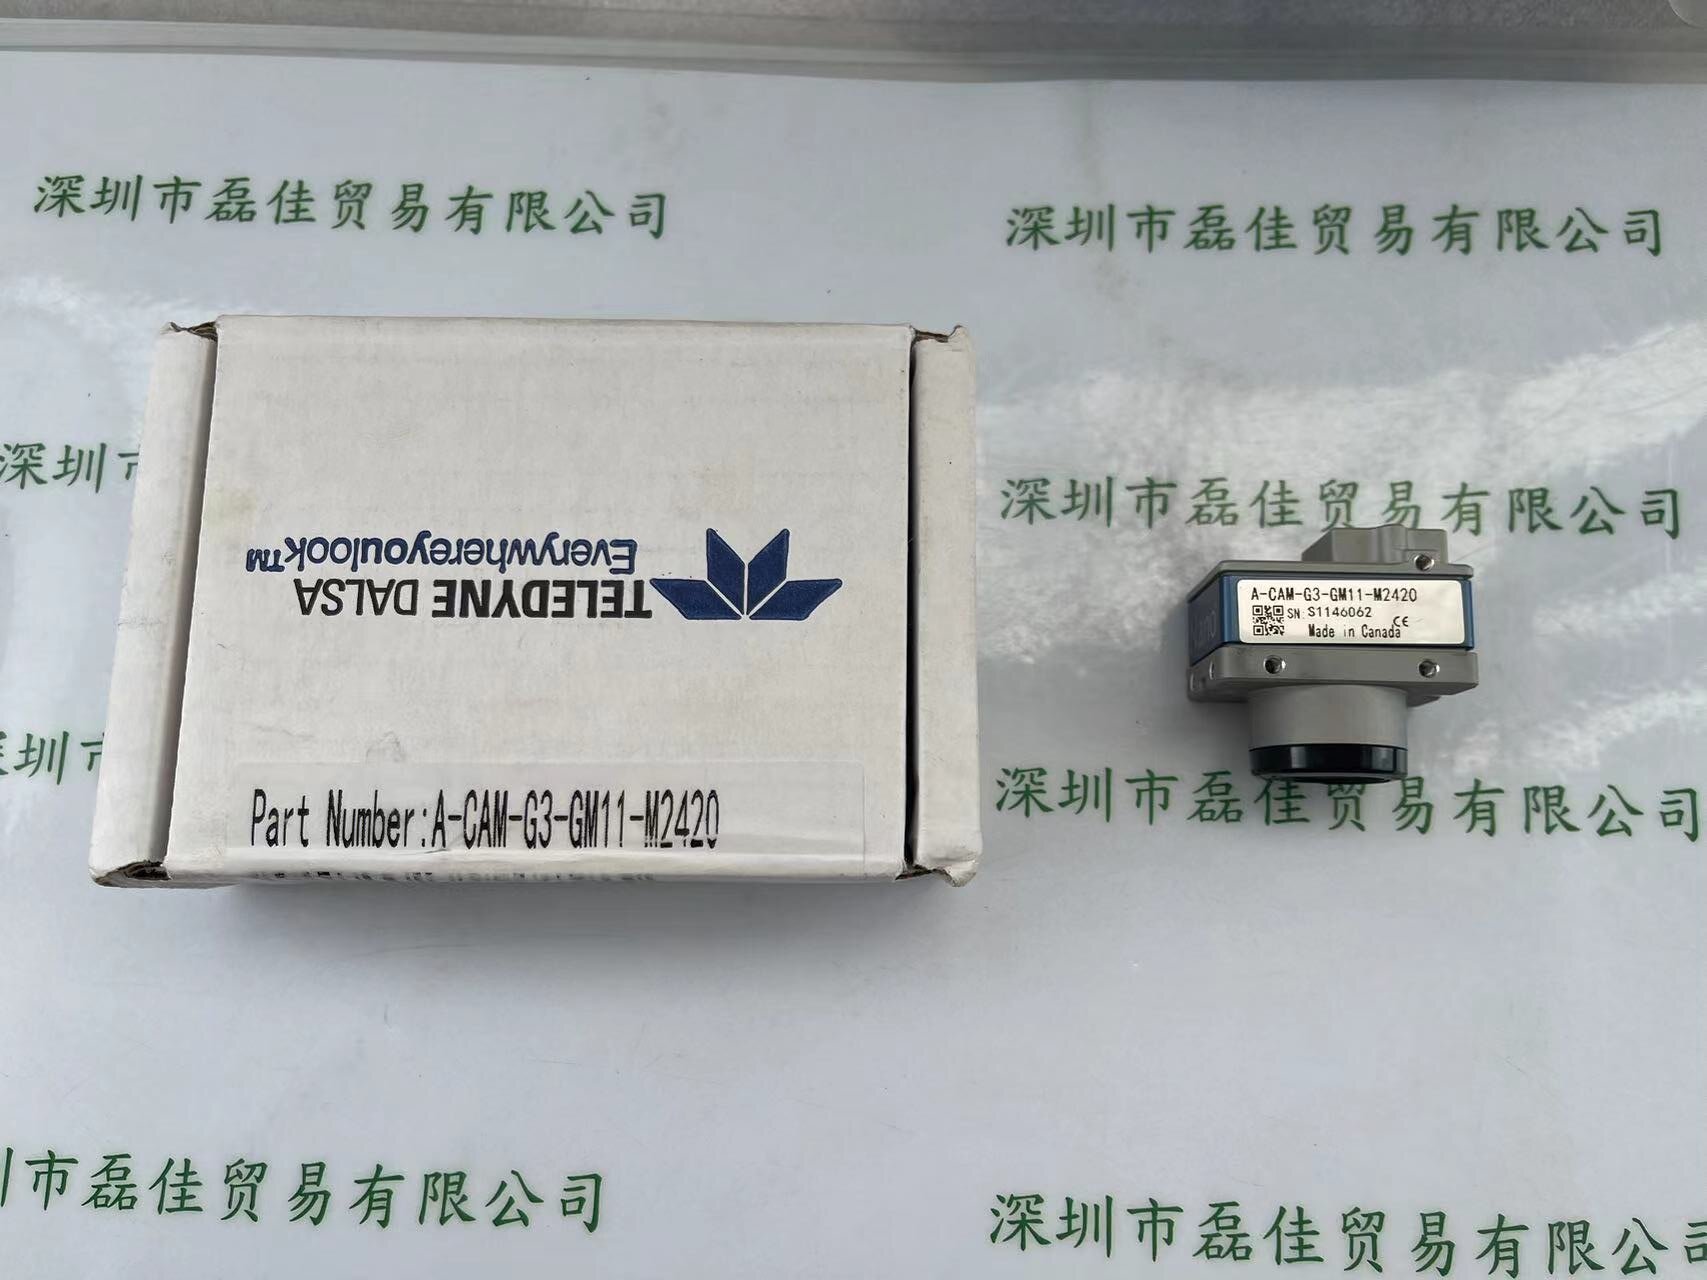 深圳市磊佳贸易有限公司
深圳市磊佳贸易有限公司
深圳市
深圳市磊佳贸易有限公司
TELEDYNE DALSA
Everywhereyoulook™
A-CAM-G3-GM11-M2420
SN: S1146062
CE
Made in Canada
圳市
深圳市磊佳贸易有限公司
Part Number:A-CAM-G3-GM11-M2420
市磊佳贸易有限公司
深圳市磊佳贸易有限公司